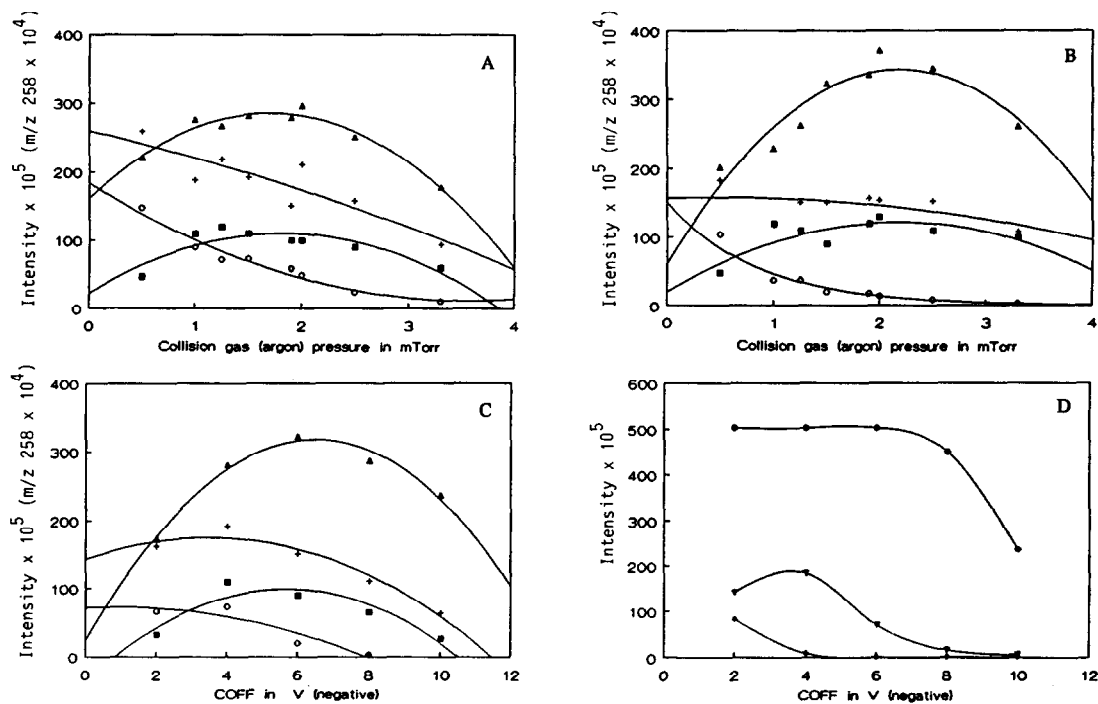 A
Intensity x 10^5 (m/z 258 x 10^4)
400
300
200
100
0
0 1 2 3 4
Collision gas (argon) pressure in mTorr
B
Intensity x 10^5 (m/z 258 x 10^4)
400
300
200
100
0
0 1 2 3 4
Collision gas (argon) pressure in mTorr
C
Intensity x 10^5 (m/z 258 x 10^4)
400
300
200
100
0
0 2 4 6 8 10 12
COFF in V (negative)
D
Intensity x 10^5
600
500
400
300
200
100
0
0 2 4 6 8 10 12
COFF in V (negative)